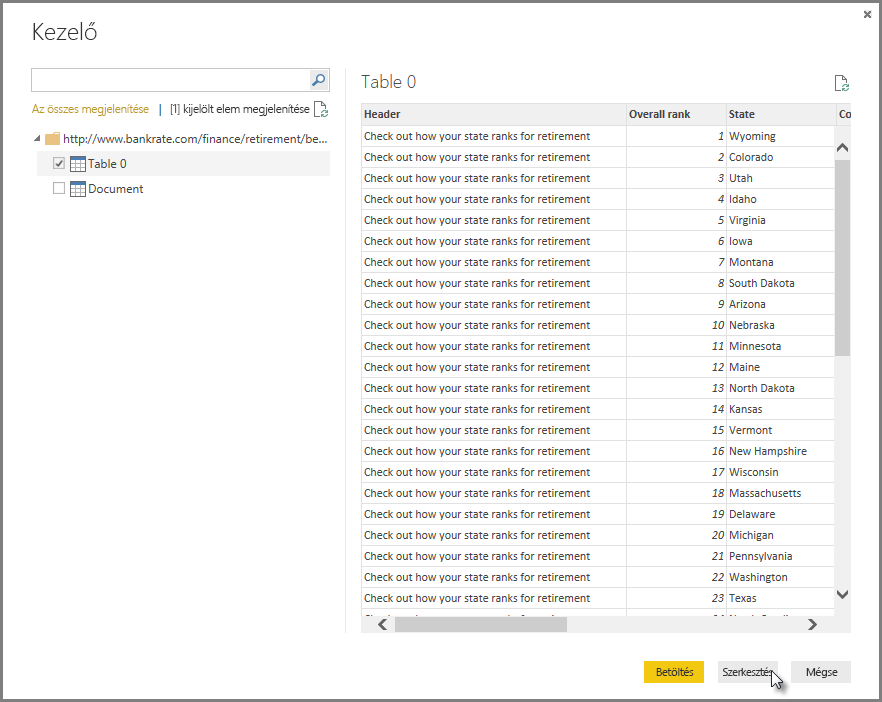 Kezelő
Az összes megjelenítése | [1] kijelölt elem megjelenítése
http://www.bankrate.com/finance/retirement/be...
Table 0
Document
Table 0
Header Overall rank State Co
Check out how your state ranks for retirement 1 Wyoming
Check out how your state ranks for retirement 2 Colorado
Check out how your state ranks for retirement 3 Utah
Check out how your state ranks for retirement 4 Idaho
Check out how your state ranks for retirement 5 Virginia
Check out how your state ranks for retirement 6 Iowa
Check out how your state ranks for retirement 7 Montana
Check out how your state ranks for retirement 8 South Dakota
Check out how your state ranks for retirement 9 Arizona
Check out how your state ranks for retirement 10 Nebraska
Check out how your state ranks for retirement 11 Minnesota
Check out how your state ranks for retirement 12 Maine
Check out how your state ranks for retirement 13 North Dakota
Check out how your state ranks for retirement 14 Kansas
Check out how your state ranks for retirement 15 Vermont
Check out how your state ranks for retirement 16 New Hampshire
Check out how your state ranks for retirement 17 Wisconsin
Check out how your state ranks for retirement 18 Massachusetts
Check out how your state ranks for retirement 19 Delaware
Check out how your state ranks for retirement 20 Michigan
Check out how your state ranks for retirement 21 Pennsylvania
Check out how your state ranks for retirement 22 Washington
Check out how your state ranks for retirement 23 Texas
Betöltés Szerkesztés Mégse